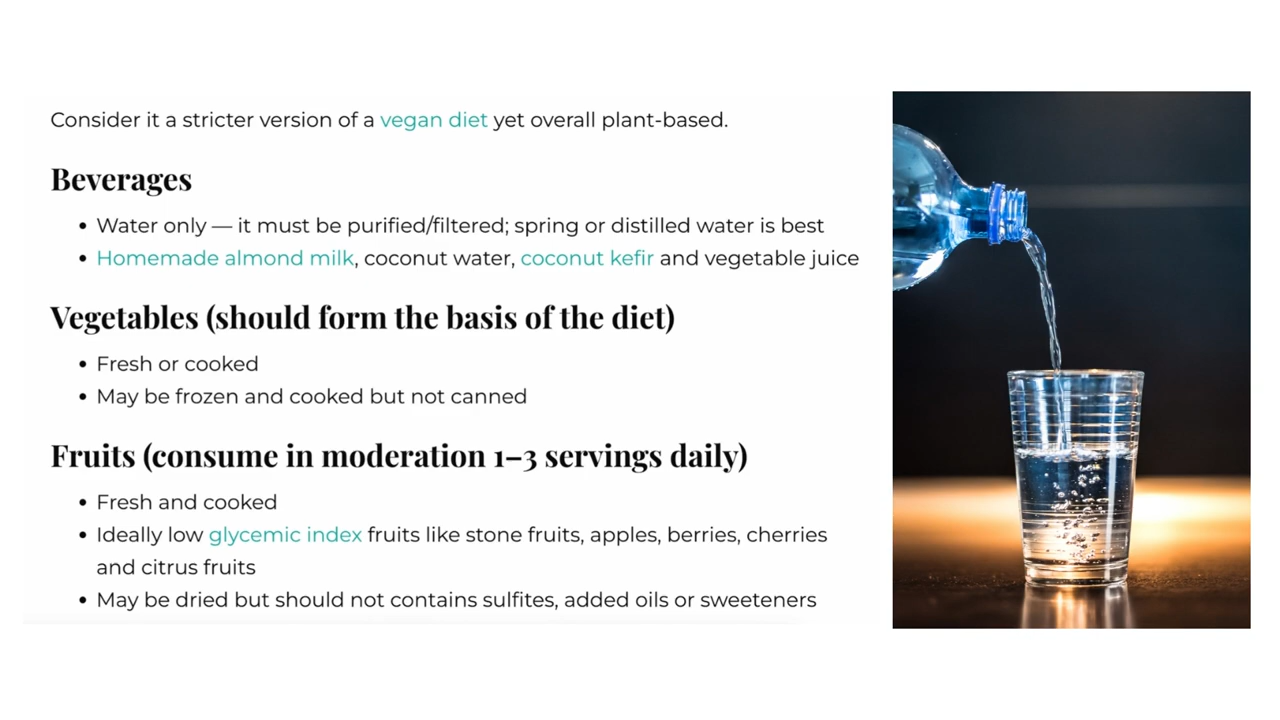 Consider it a stricter version of a vegan diet yet overall plant-based.
Beverages
• Water only — it must be purified/filtered; spring or distilled water is best
• Homemade almond milk, coconut water, coconut kefir and vegetable juice
Vegetables (should form the basis of the diet)
• Fresh or cooked
• May be frozen and cooked but not canned
Fruits (consume in moderation 1–3 servings daily)
• Fresh and cooked
• Ideally low glycemic index fruits like stone fruits, apples, berries, cherries
and citrus fruits
• May be dried but should not contains sulfites, added oils or sweeteners